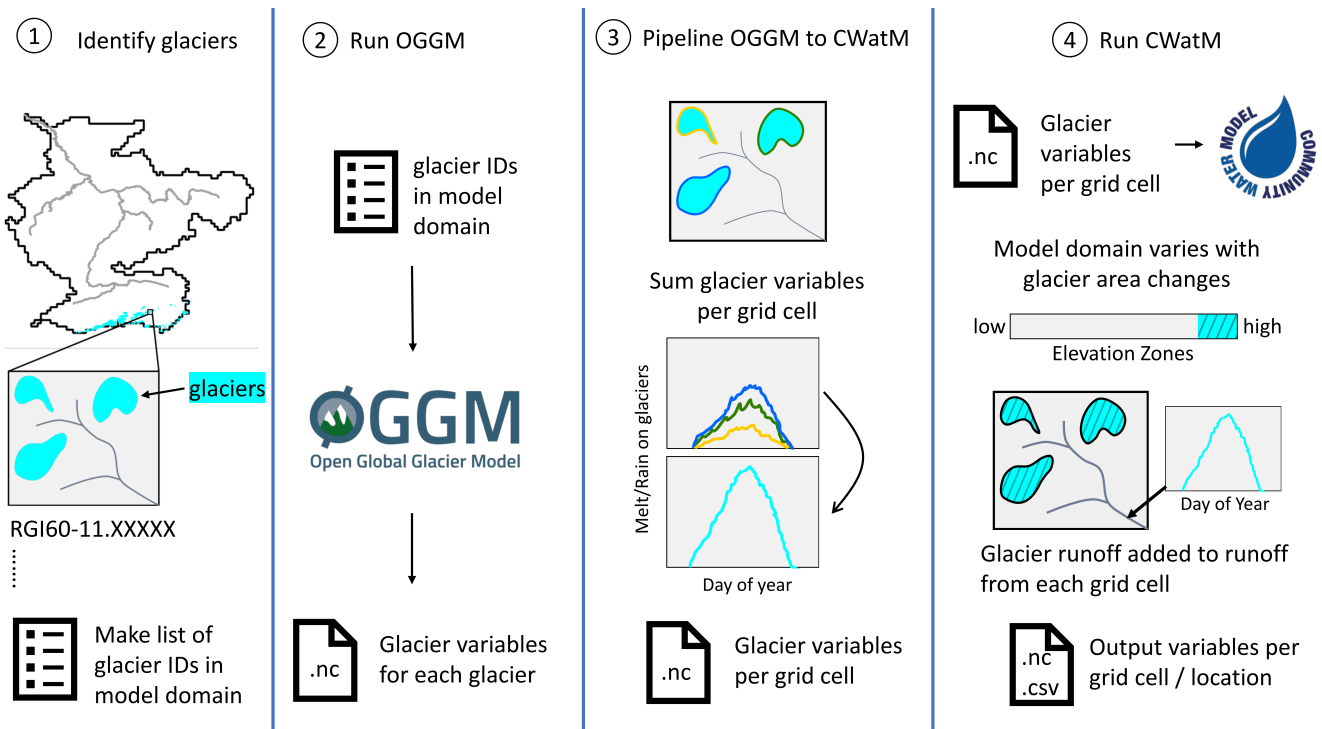 1
Identify glaciers
glaciers
RGI60-11.XXXXX
Make list of
glacier IDs in
model domain
2
Run OGGM
glacier IDs
in model
domain
OGGM
Open Global Glacier Model
.nc
Glacier variables
for each glacier
3
Pipeline OGGM to CWatM
Sum glacier variables
per grid cell
Melt/Rain on glaciers
Day of year
.nc
Glacier variables
per grid cell
4
Run CWatM
.nc
Glacier
variables
per grid cell
COMMUNITY WATER MODEL
Model domain varies with
glacier area changes
low
high
Elevation Zones
Day of Year
Glacier runoff added to runoff
from each grid cell
.nc
.csv
Output variables per
grid cell / location